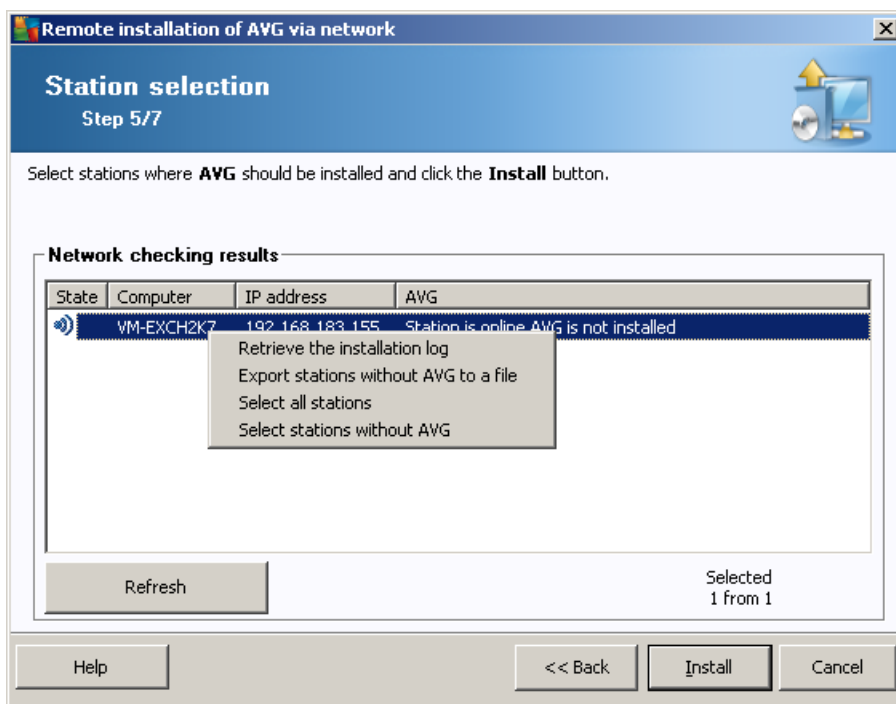 Remote installation of AVG via network
Station selection
Step 5/7
Select stations where AVG should be installed and click the Install button.
Network checking results
State Computer IP address AVG
VM-EXCH2K7 192.168.183.155 Station is online AVG is not installed
Retrieve the installation log
Export stations without AVG to a file
Select all stations
Select stations without AVG
Refresh
Selected
1 from 1
Help << Back Install Cancel